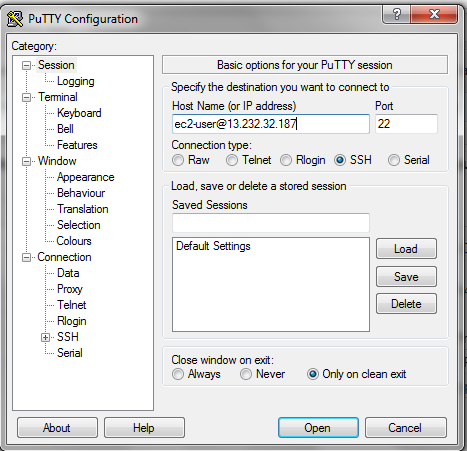 PuTTY Configuration
Category:
Session
Logging
Terminal
Keyboard
Bell
Features
Window
Appearance
Behaviour
Translation
Selection
Colours
Connection
Data
Proxy
Telnet
Rlogin
SSH
Serial
Basic options for your PuTTY session
Specify the destination you want to connect to
Host Name (or IP address) Port
ec2-user@13.232.32.187 22
Connection type:
Raw Telnet Rlogin SSH Serial
Load, save or delete a stored session
Saved Sessions
Default Settings
Load
Save
Delete
Close window on exit:
Always Never Only on clean exit
About Help Open Cancel